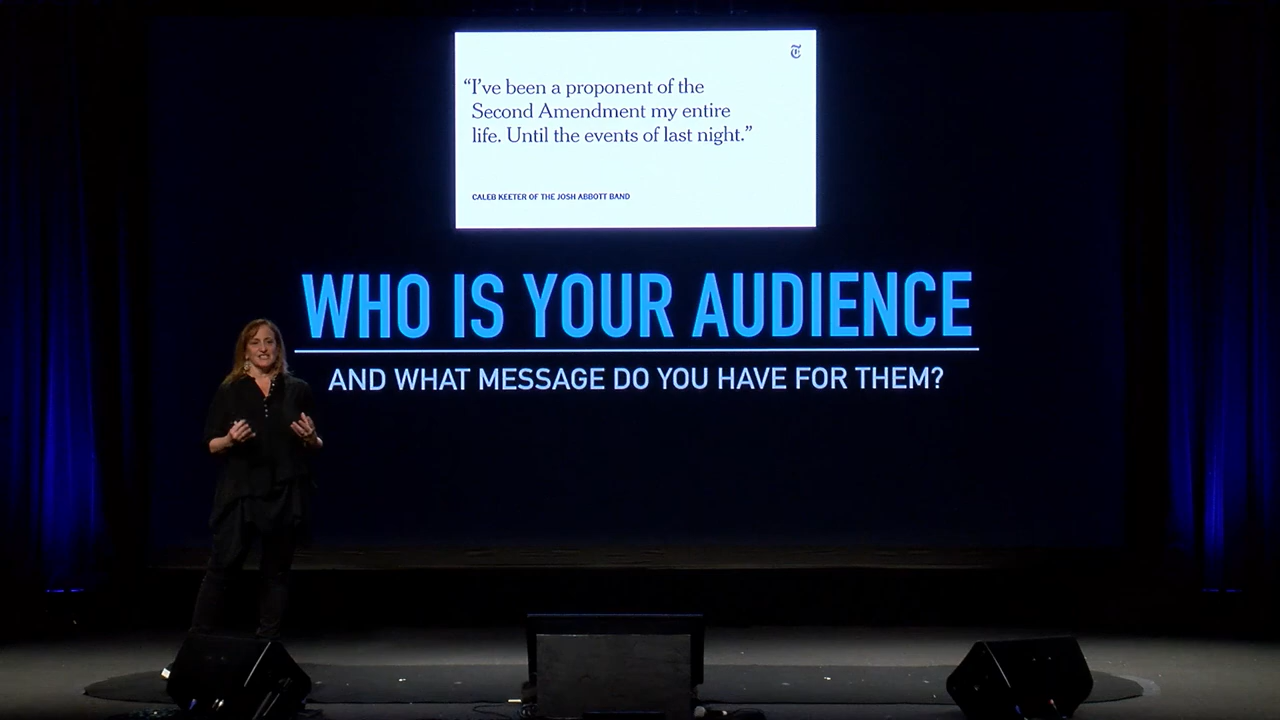 “I’ve been a proponent of the
Second Amendment my entire
life. Until the events of last night.”
CALEB KEETER OF THE JOSH ABBOTT BAND
WHO IS YOUR AUDIENCE
AND WHAT MESSAGE DO YOU HAVE FOR THEM?